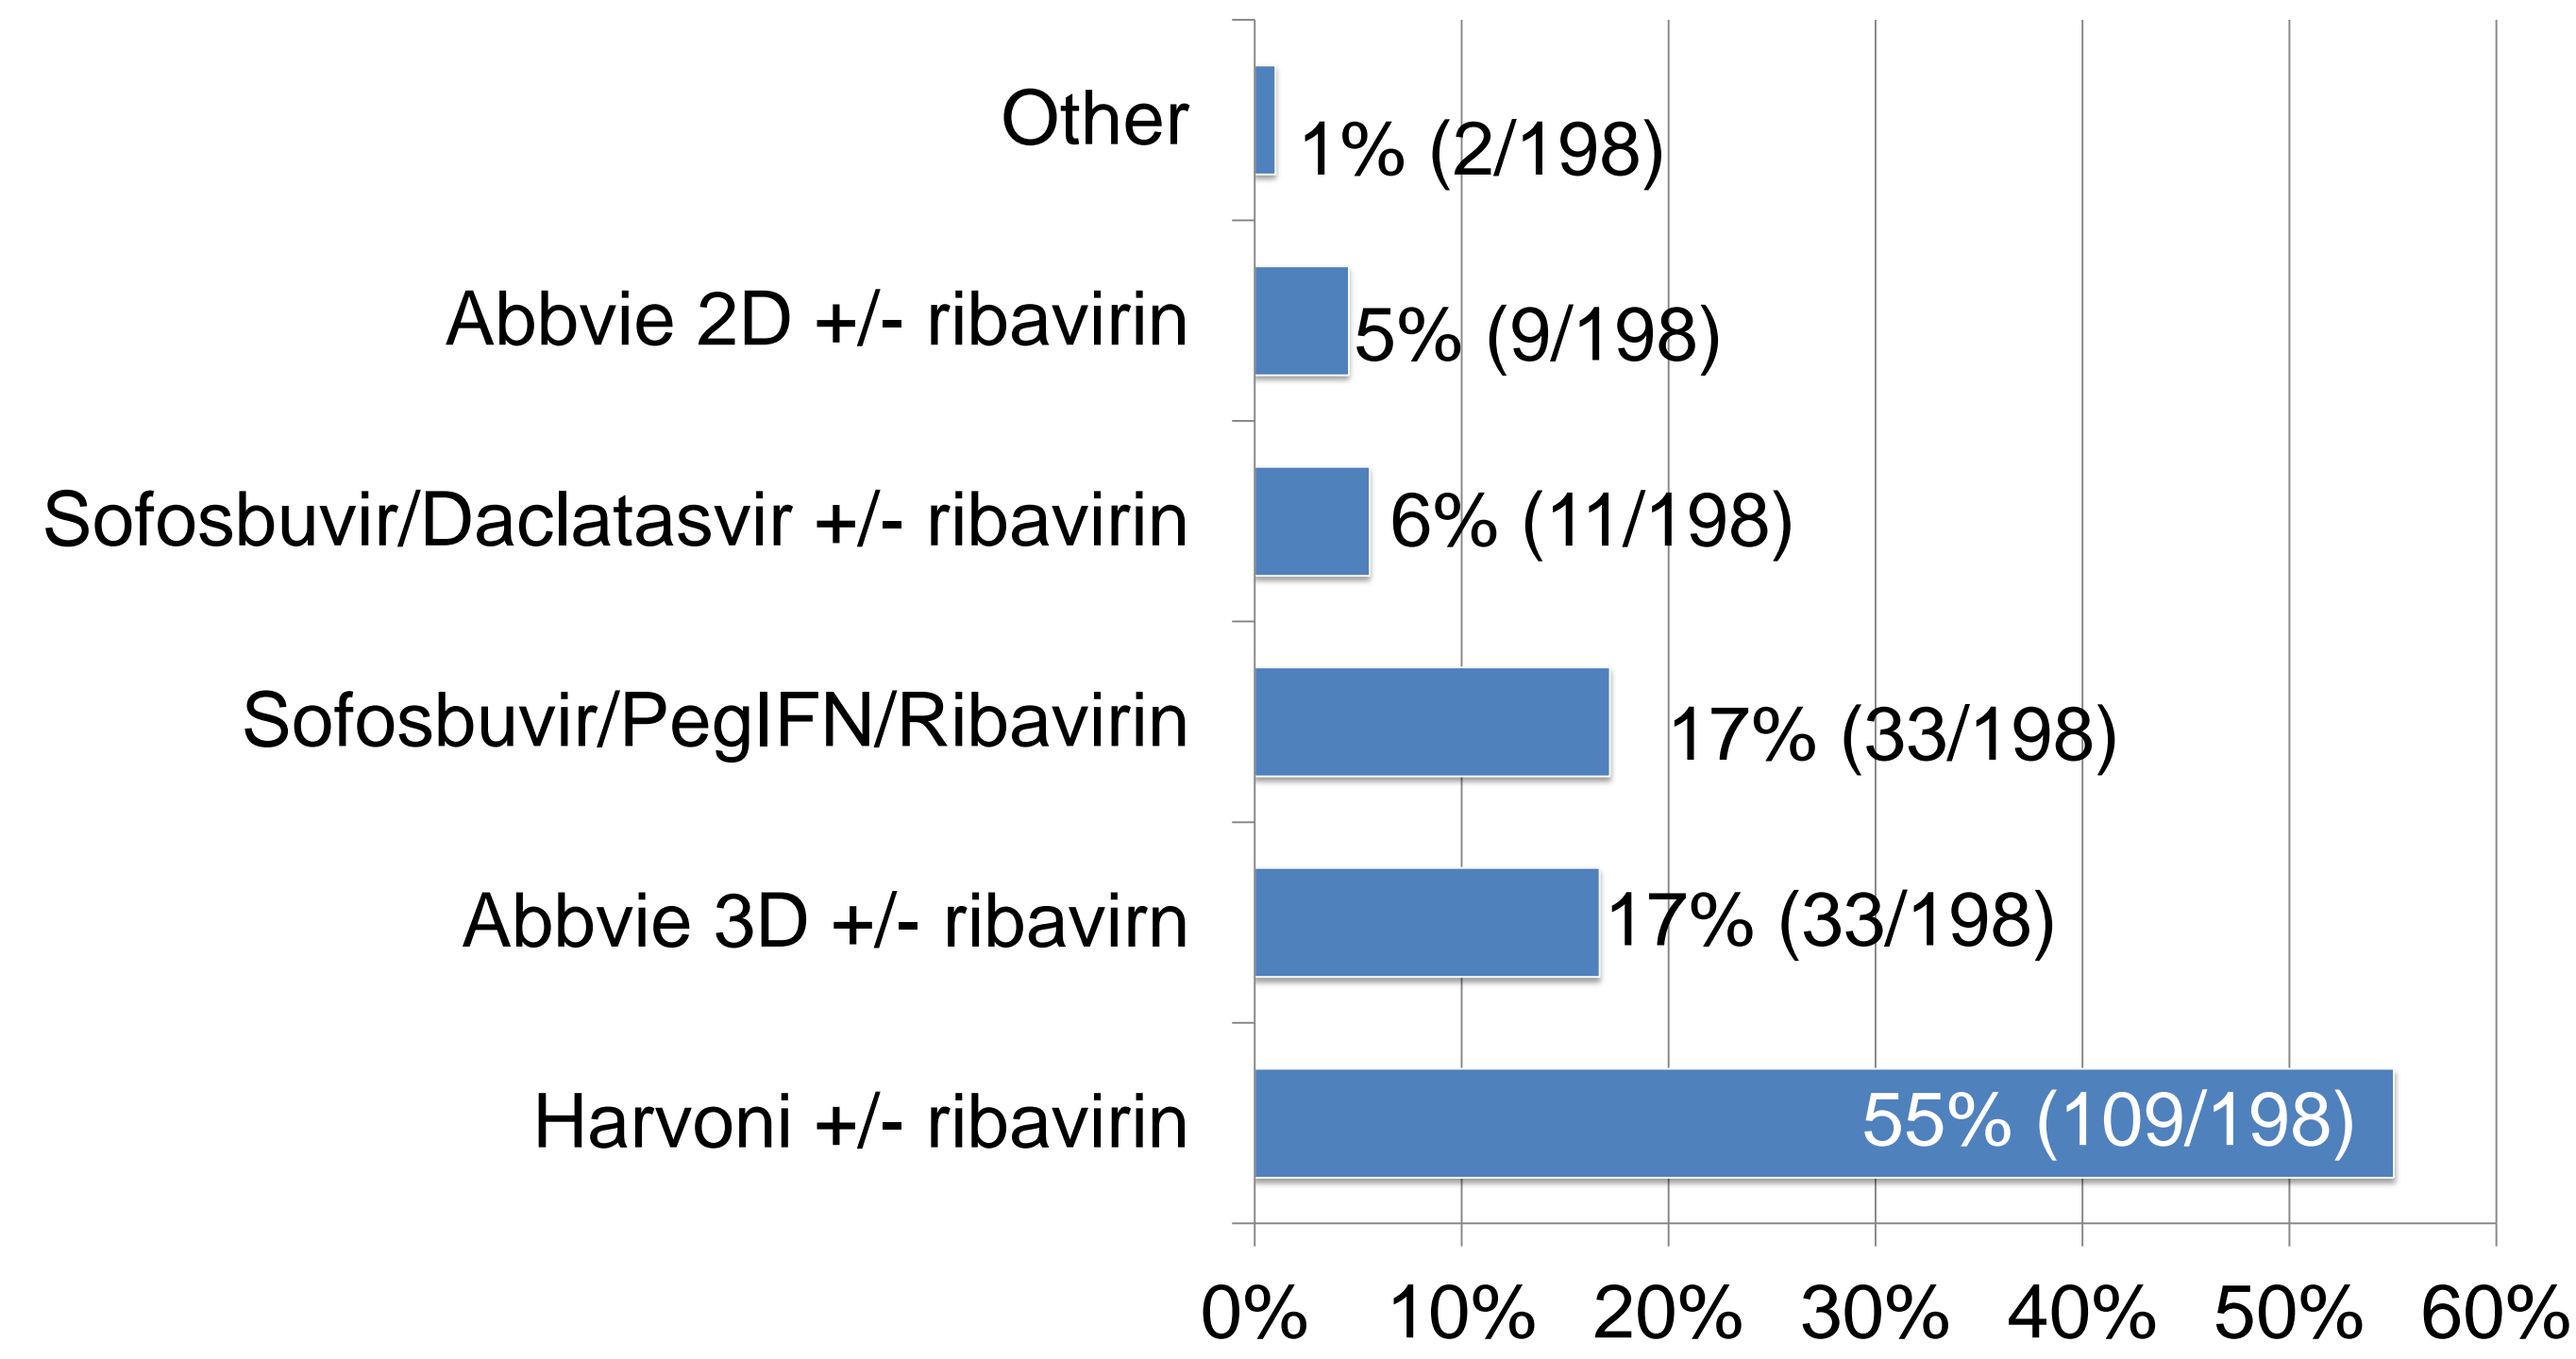 Other
1% (2/198)
Abbvie 2D +/- ribavirin
5% (9/198)
Sofosbuvir/Daclatasvir +/- ribavirin
6% (11/198)
Sofosbuvir/PegIFN/Ribavirin
17% (33/198)
Abbvie 3D +/- ribavirn
17% (33/198)
Harvoni +/- ribavirin
55% (109/198)
0% 10% 20% 30% 40% 50% 60%